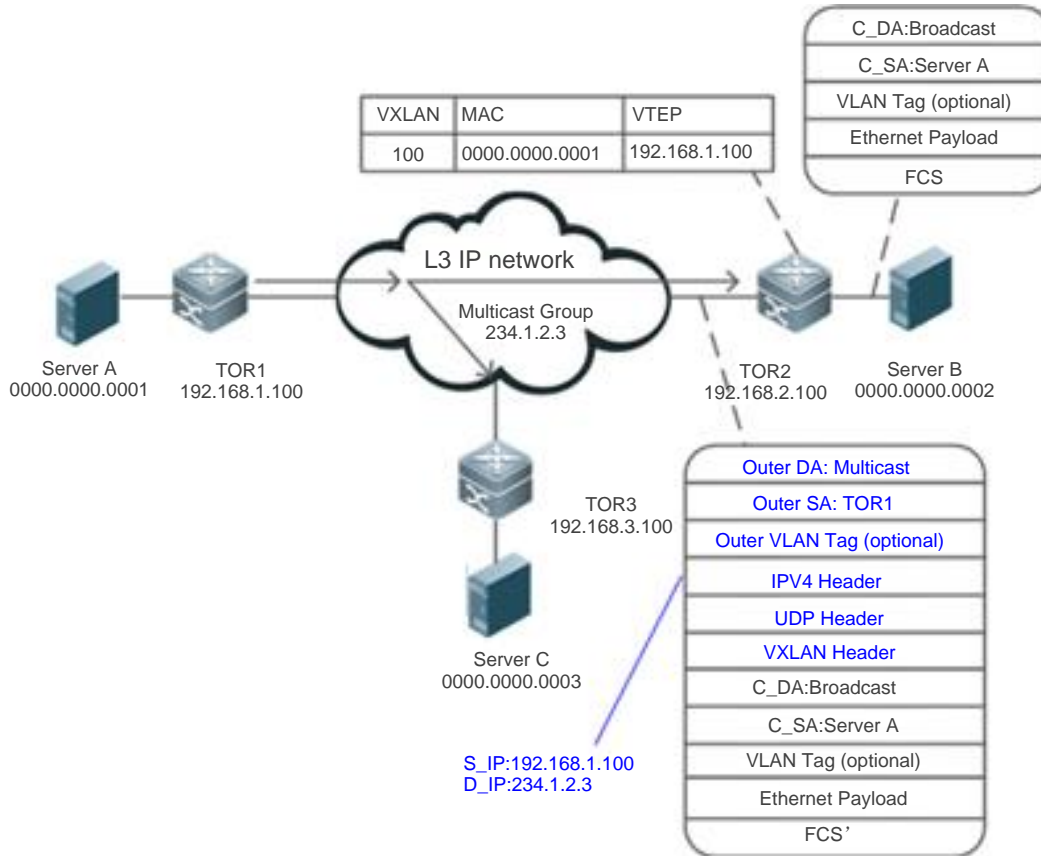 C_DA:Broadcast
C_SA:Server A
VLAN Tag (optional)
Ethernet Payload
FCS
VXLAN MAC VTEP
100 0000.0000.0001 192.168.1.100
L3 IP network
Multicast Group
234.1.2.3
Server A
0000.0000.0001
TOR1
192.168.1.100
TOR2
192.168.2.100
Server B
0000.0000.0002
TOR3
192.168.3.100
Server C
0000.0000.0003
Outer DA: Multicast
Outer SA: TOR1
Outer VLAN Tag (optional)
IPV4 Header
UDP Header
VXLAN Header
C_DA:Broadcast
C_SA:Server A
VLAN Tag (optional)
Ethernet Payload
FCS’
S_IP:192.168.1.100
D_IP:234.1.2.3